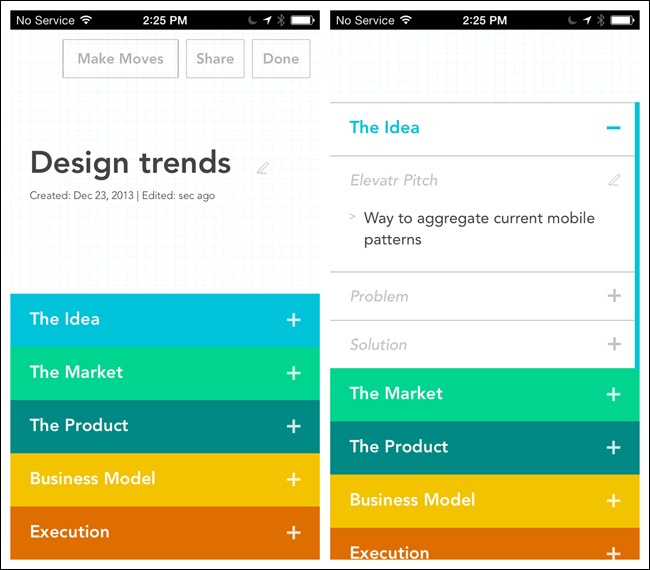 No Service 2:25 PM
Make Moves Share Done
Design trends
Created: Dec 23, 2013 | Edited: sec ago
The Idea +
The Market +
The Product +
Business Model +
Execution +
No Service 2:25 PM
The Idea −
Elevatr Pitch
> Way to aggregate current mobile
patterns
Problem +
Solution +
The Market +
The Product +
Business Model +
Execution +